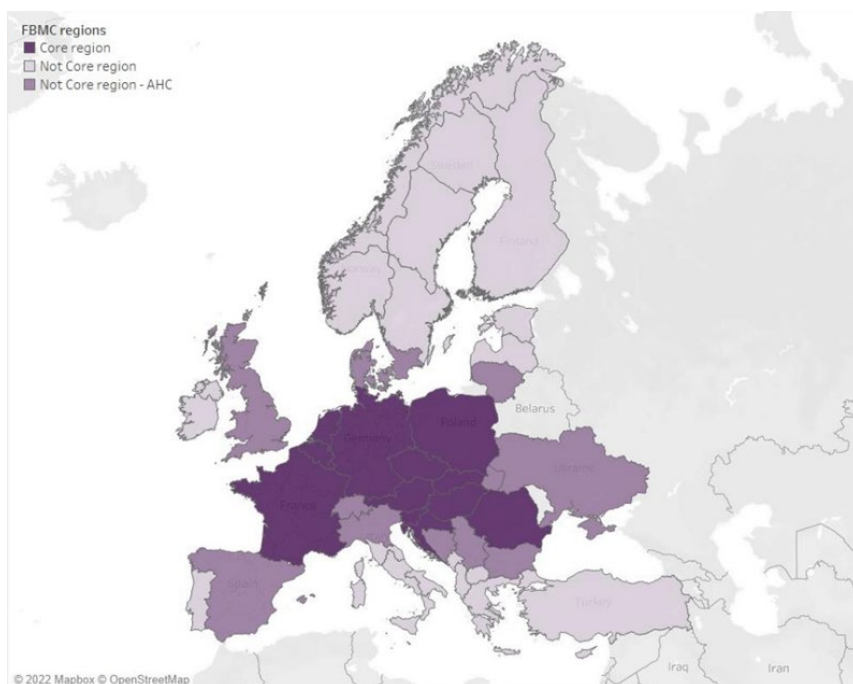 FBMC regions
Core region
Not Core region
Not Core region - AHC
Sweden
Finland
Norway
Belarus
Poland
Germany
Ukraine
France
Spain
Turkey
Iraq
Iran
© 2022 Mapbox © OpenStreetMap